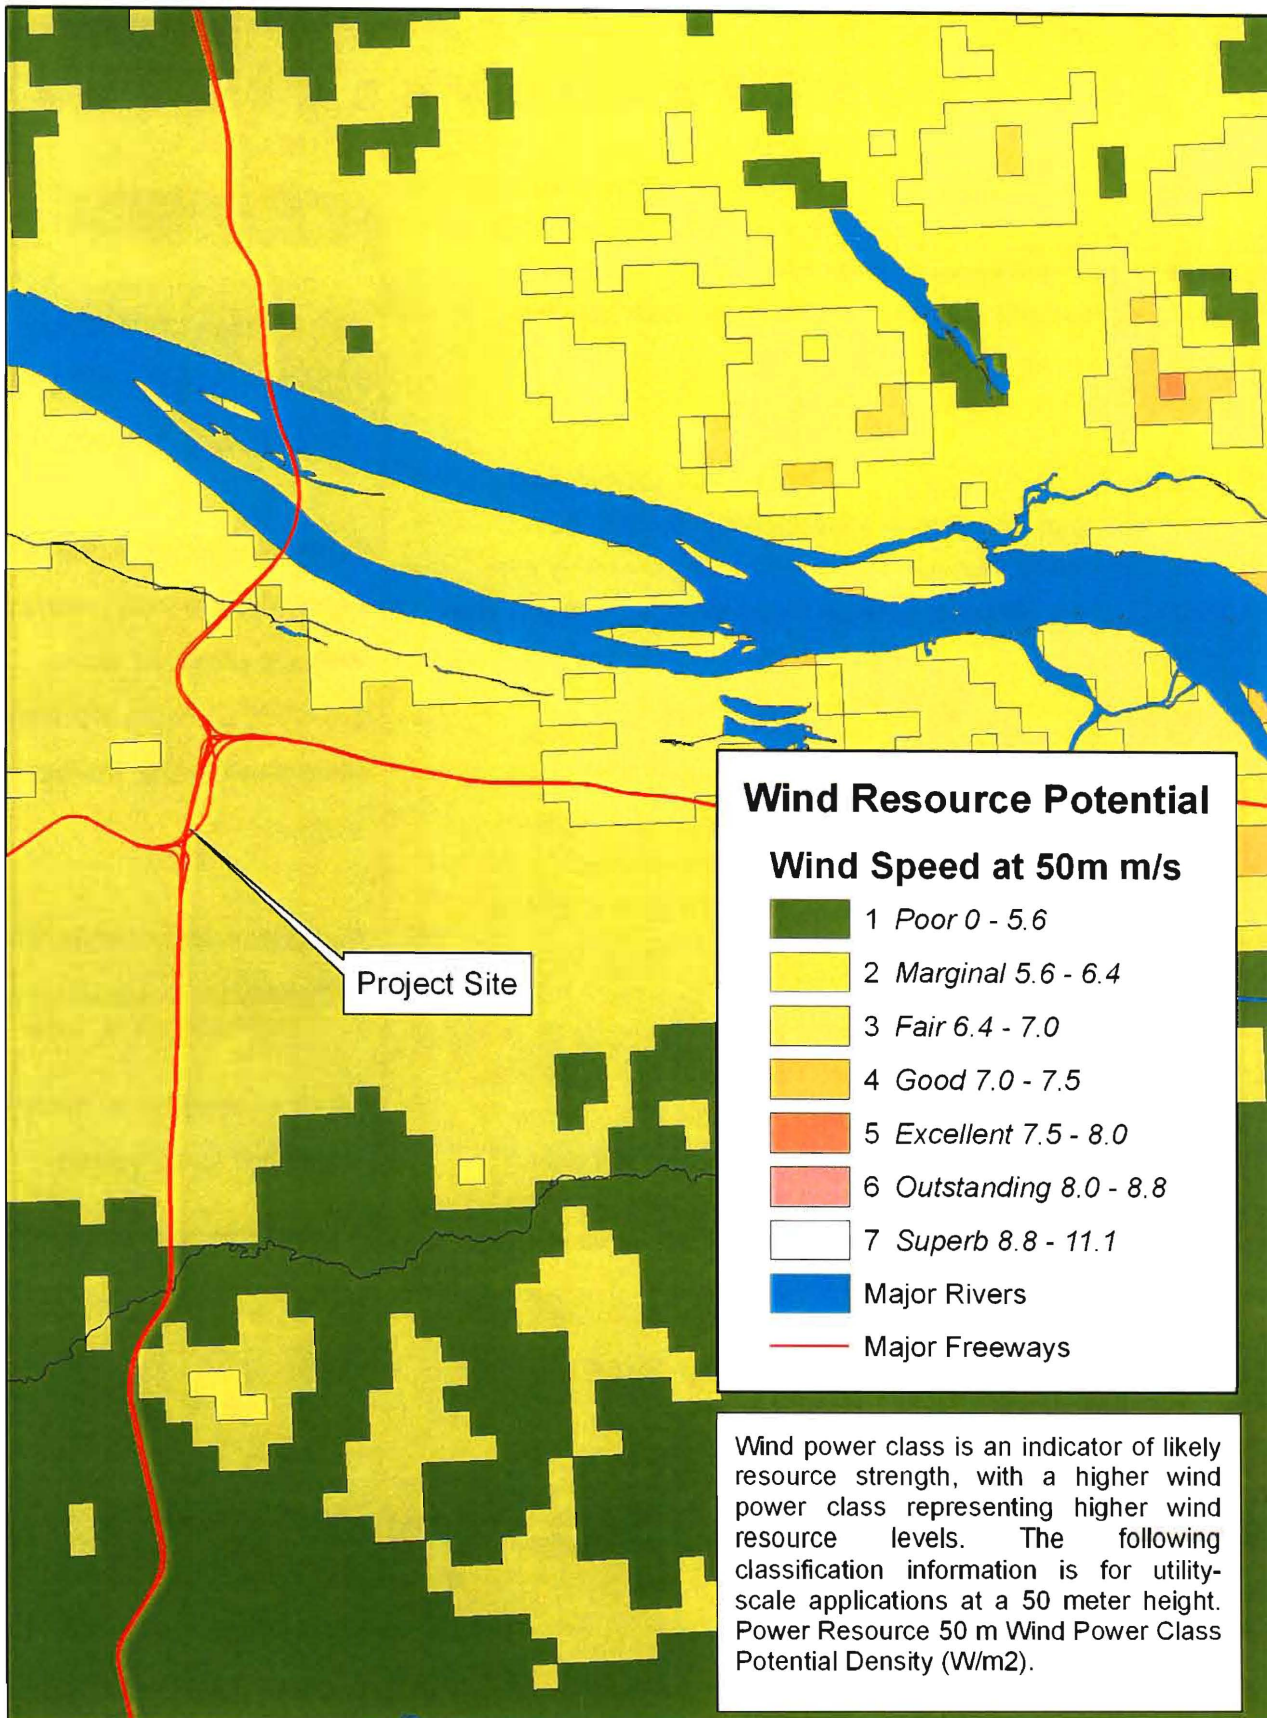 Project Site
Wind Resource Potential
Wind Speed at 50m m/s
1 Poor 0 - 5.6
2 Marginal 5.6 - 6.4
3 Fair 6.4 - 7.0
4 Good 7.0 - 7.5
5 Excellent 7.5 - 8.0
6 Outstanding 8.0 - 8.8
7 Superb 8.8 - 11.1
Major Rivers
Major Freeways
Wind power class is an indicator of likely
resource strength, with a higher wind
power class representing higher wind
resource levels. The following
classification information is for utility-
scale applications at a 50 meter height.
Power Resource 50 m Wind Power Class
Potential Density (W/m2).